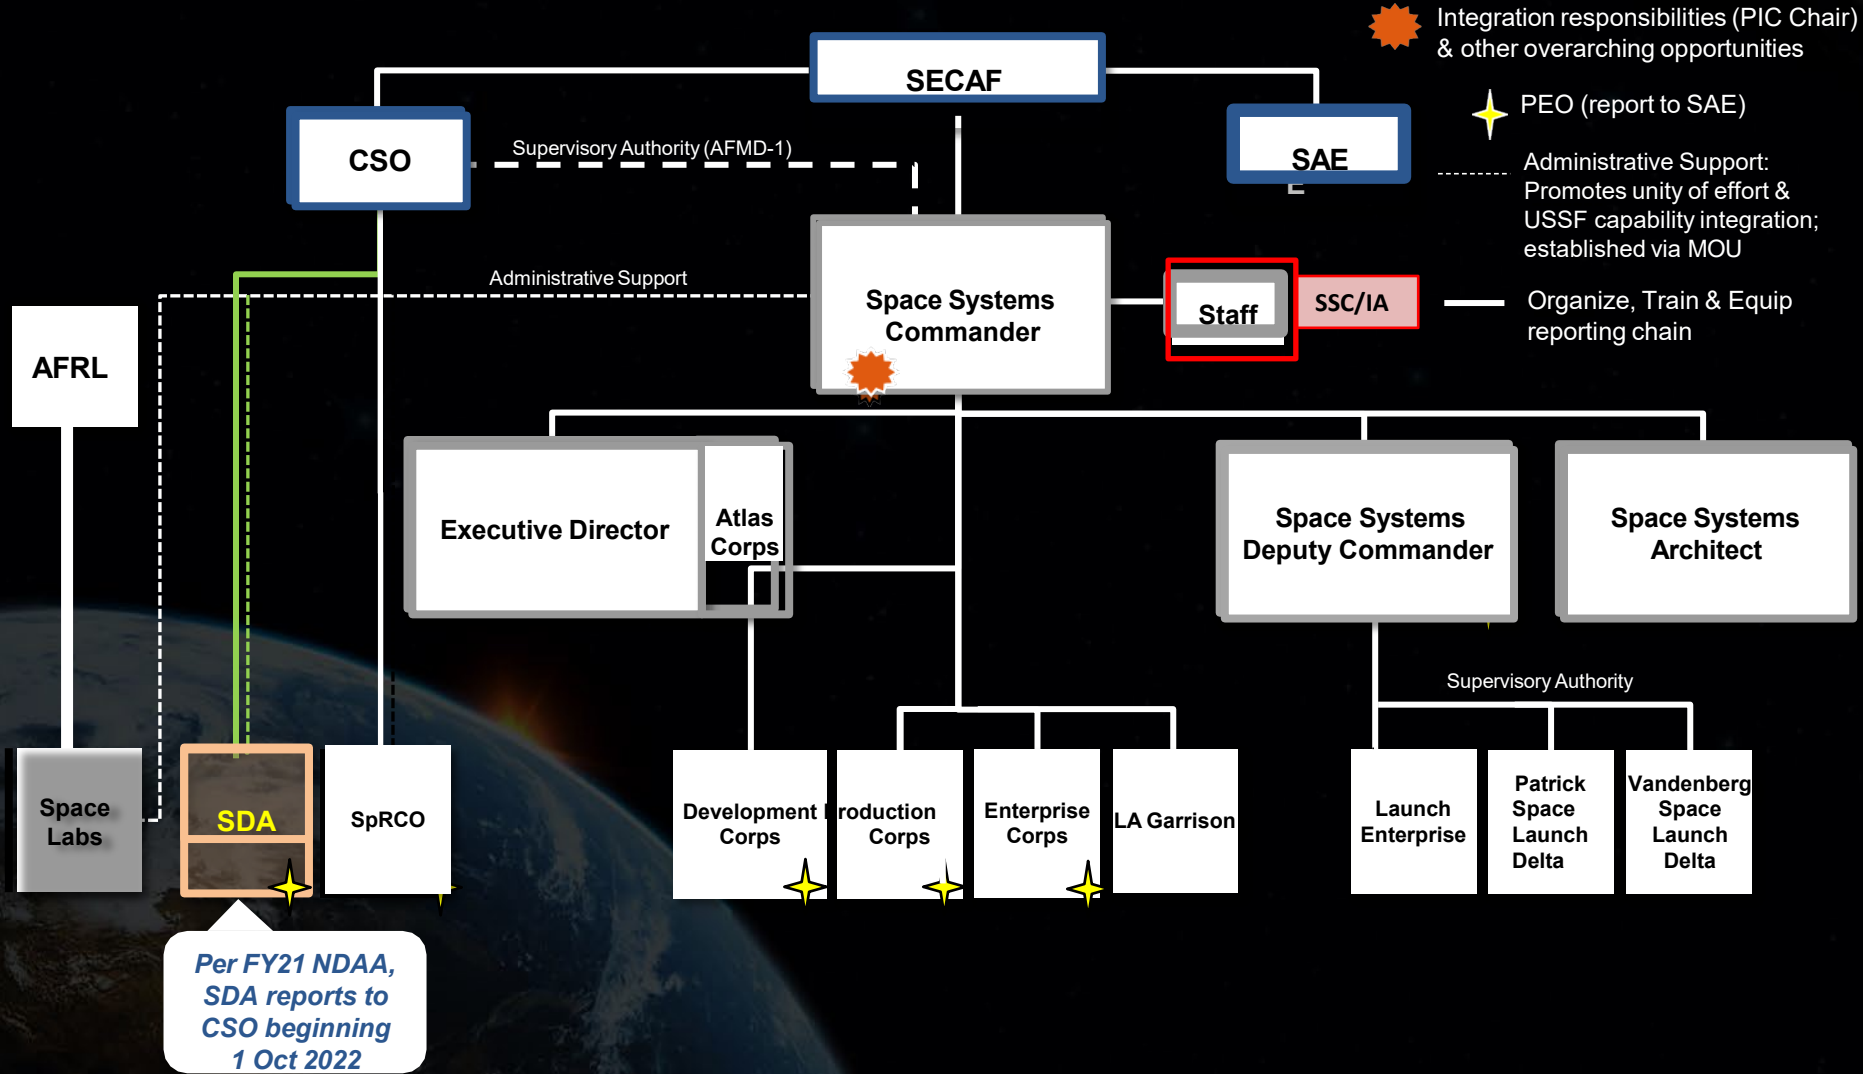 Integration responsibilities (PIC Chair)
& other overarching opportunities
PEO (report to SAE)
Administrative Support:
Promotes unity of effort &
USSF capability integration;
established via MOU
Organize, Train & Equip
reporting chain
SECAF
CSO
Supervisory Authority (AFMD-1)
SAE
E
Administrative Support
Space Systems
Commander
Staff
SSC/IA
AFRL
Executive Director
Atlas
Corps
Space Systems
Deputy Commander
Space Systems
Architect
Supervisory Authority
Space
Labs
SDA
SpRCO
Development
Corps
Production
Corps
Enterprise
Corps
LA Garrison
Launch
Enterprise
Patrick
Space
Launch
Delta
Vandenberg
Space
Launch
Delta
Per FY21 NDAA,
SDA reports to
CSO beginning
1 Oct 2022